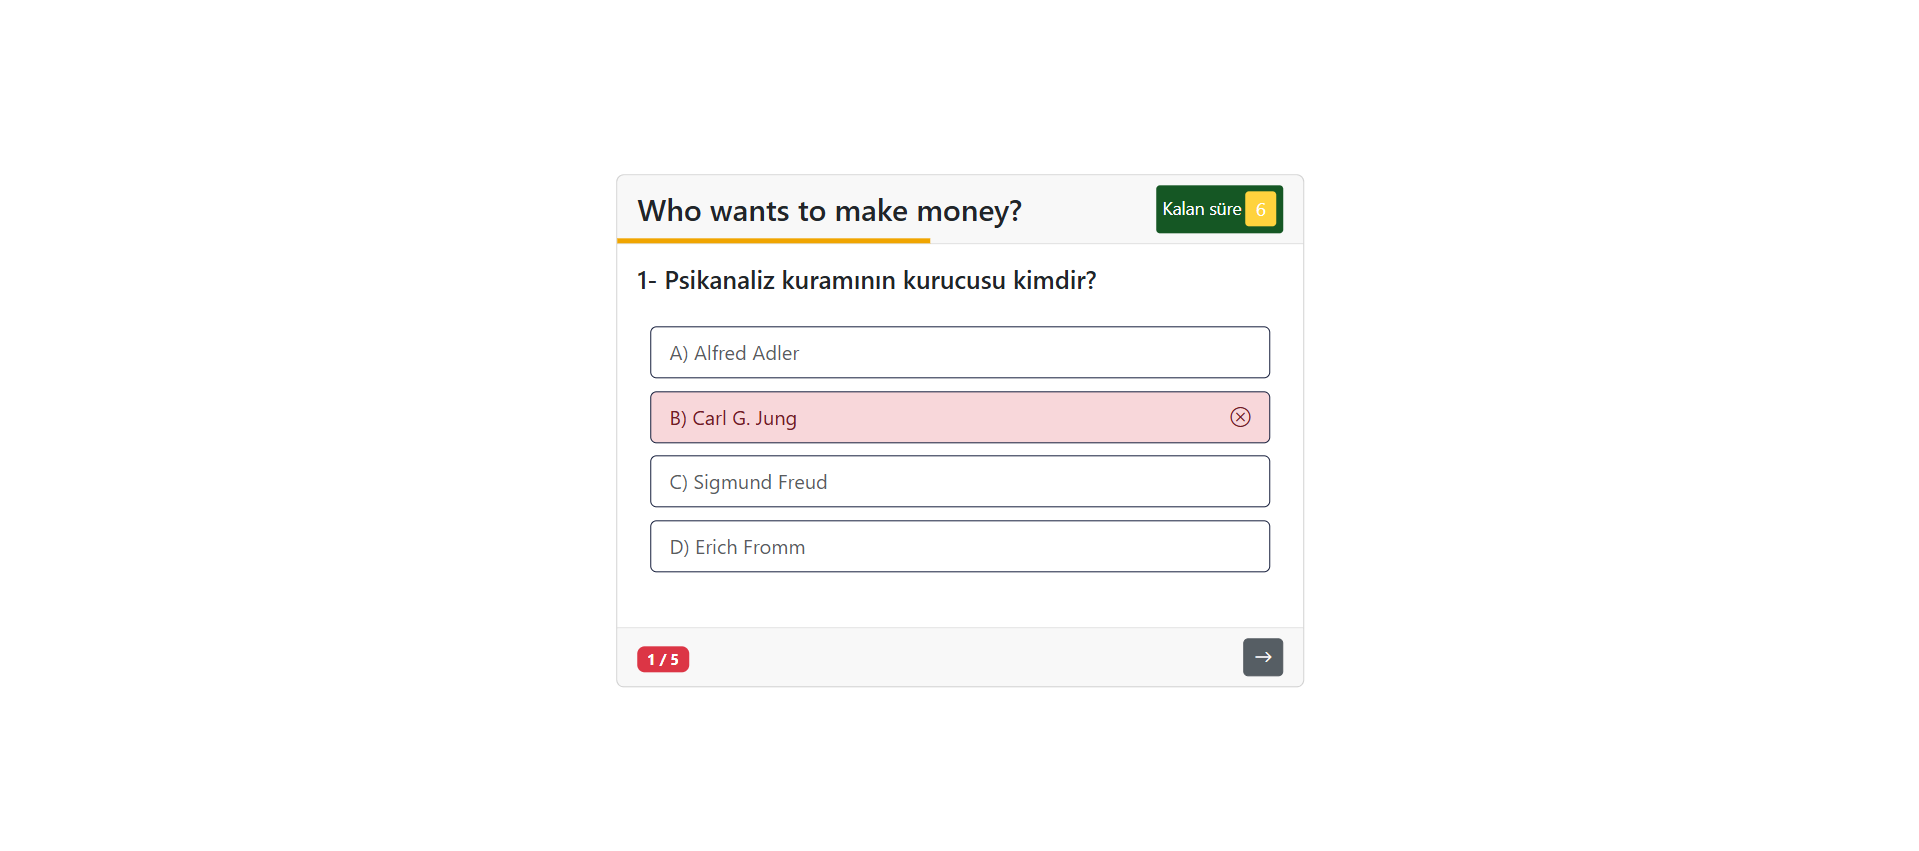 Who wants to make money?
Kalan süre 6
1- Psikanaliz kuramının kurucusu kimdir?
A) Alfred Adler
B) Carl G. Jung
C) Sigmund Freud
D) Erich Fromm
1 / 5